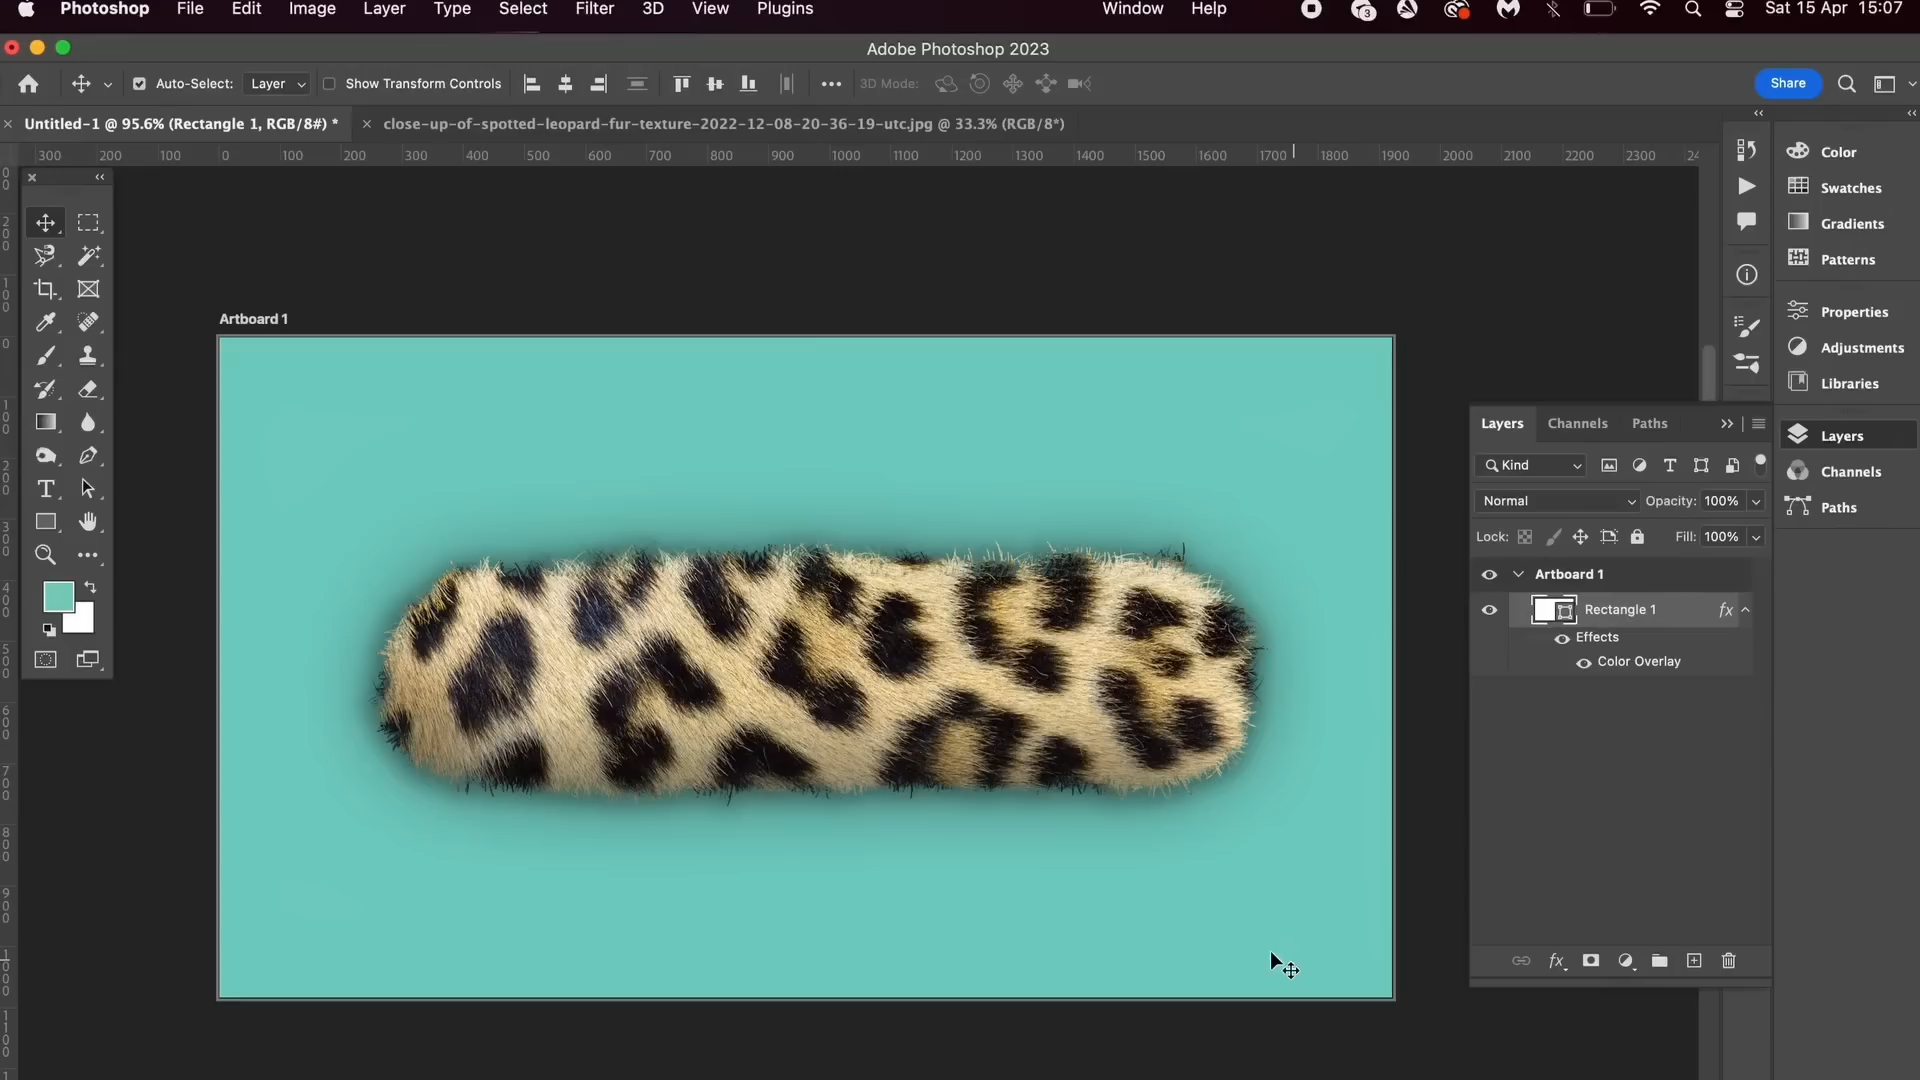 Photoshop File Edit Image Layer Type Select Filter 3D View Plugins Window Help 3 Sat 15 Apr 15:07
Adobe Photoshop 2023
Auto-Select: Layer Show Transform Controls 3D Mode: Share
Untitled-1 @ 95.6% (Rectangle 1, RGB/8#) * close-up-of-spotted-leopard-fur-texture-2022-12-08-20-36-19-utc.jpg @ 33.3% (RGB/8*)
300 200 100 0 100 200 300 400 500 600 700 800 900 1000 1100 1200 1300 1400 1500 1600 1700 1800 1900 2000 2100 2200 2300
Color
Swatches
Gradients
Patterns
Properties
Adjustments
Libraries
Layers
Channels
Paths
Artboard 1
Layers Channels Paths
Kind
Normal Opacity: 100%
Lock: Fill: 100%
Artboard 1
Rectangle 1 fx
Effects
Color Overlay
fx